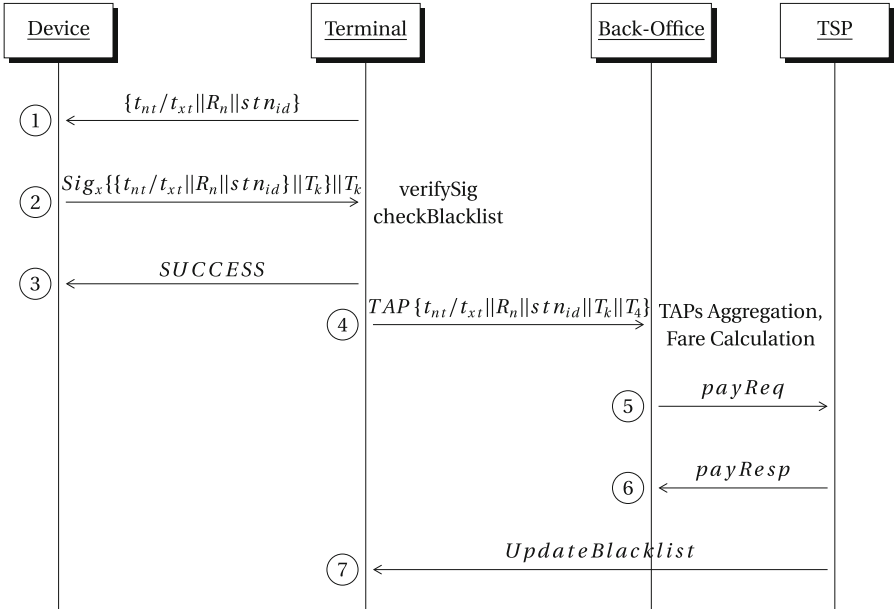 Device Terminal Back-Office TSP
1 {t_nt/t_xt||R_n||stn_id}
2 Sig_x{{t_nt/t_xt||R_n||stn_id}||T_k}||T_k
verifySig
checkBlacklist
3 SUCCESS
4 TAP{t_nt/t_xt||R_n||stn_id||T_k||T_4}
TAPs Aggregation,
Fare Calculation
5 payReq
6 payResp
7 UpdateBlacklist